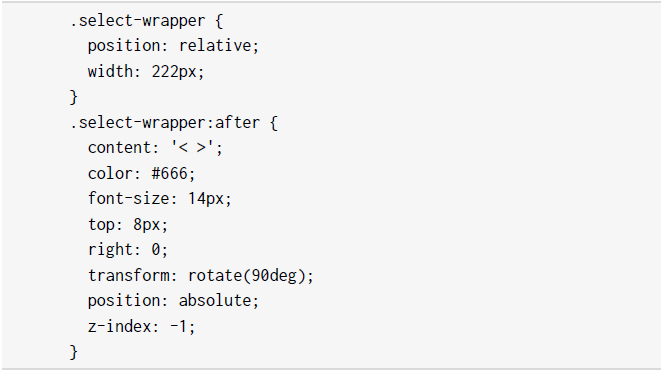 .select-wrapper {
  position: relative;
  width: 222px;
}
.select-wrapper:after {
  content: '< >';
  color: #666;
  font-size: 14px;
  top: 8px;
  right: 0;
  transform: rotate(90deg);
  position: absolute;
  z-index: -1;
}